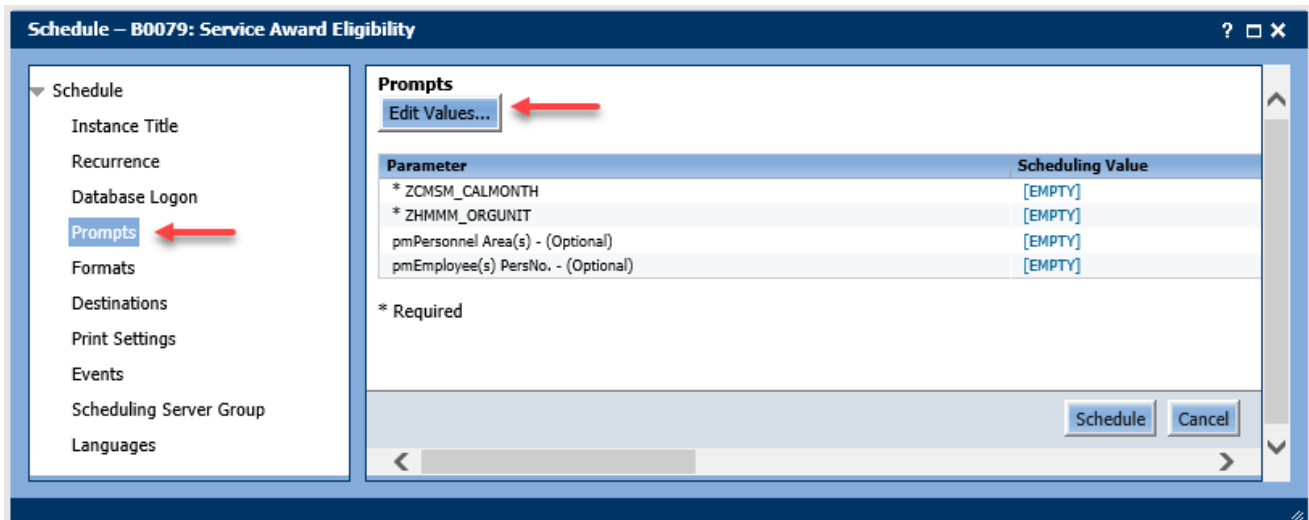 Schedule – B0079: Service Award Eligibility
Schedule
Instance Title
Recurrence
Database Logon
Prompts
Formats
Destinations
Print Settings
Events
Scheduling Server Group
Languages
Prompts
Edit Values...
Parameter Scheduling Value
* ZCMSM_CALMONTH [EMPTY]
* ZHMMM_ORGUNIT [EMPTY]
pmPersonnel Area(s) - (Optional) [EMPTY]
pmEmployee(s) PersNo. - (Optional) [EMPTY]
* Required
Schedule Cancel